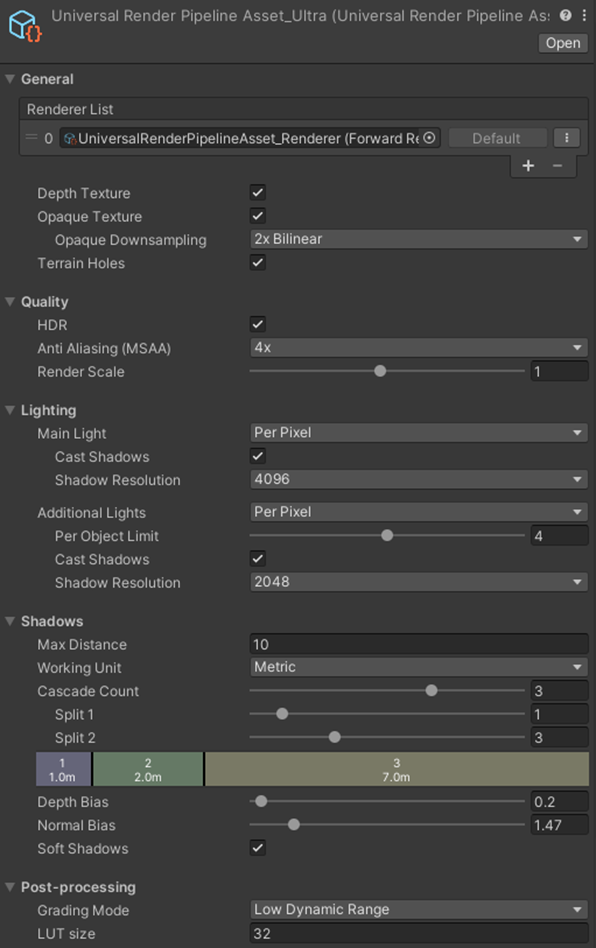 Universal Render Pipeline Asset_Ultra (Universal Render Pipeline As:
Open
General
Renderer List
0 UniversalRenderPipelineAsset_Renderer (Forward Re Default
+ −
Depth Texture
Opaque Texture
Opaque Downsampling 2x Bilinear
Terrain Holes
Quality
HDR
Anti Aliasing (MSAA) 4x
Render Scale 1
Lighting
Main Light Per Pixel
Cast Shadows
Shadow Resolution 4096
Additional Lights Per Pixel
Per Object Limit 4
Cast Shadows
Shadow Resolution 2048
Shadows
Max Distance 10
Working Unit Metric
Cascade Count 3
Split 1 1
Split 2 3
1 2 3
1.0m 2.0m 7.0m
Depth Bias 0.2
Normal Bias 1.47
Soft Shadows
Post-processing
Grading Mode Low Dynamic Range
LUT size 32